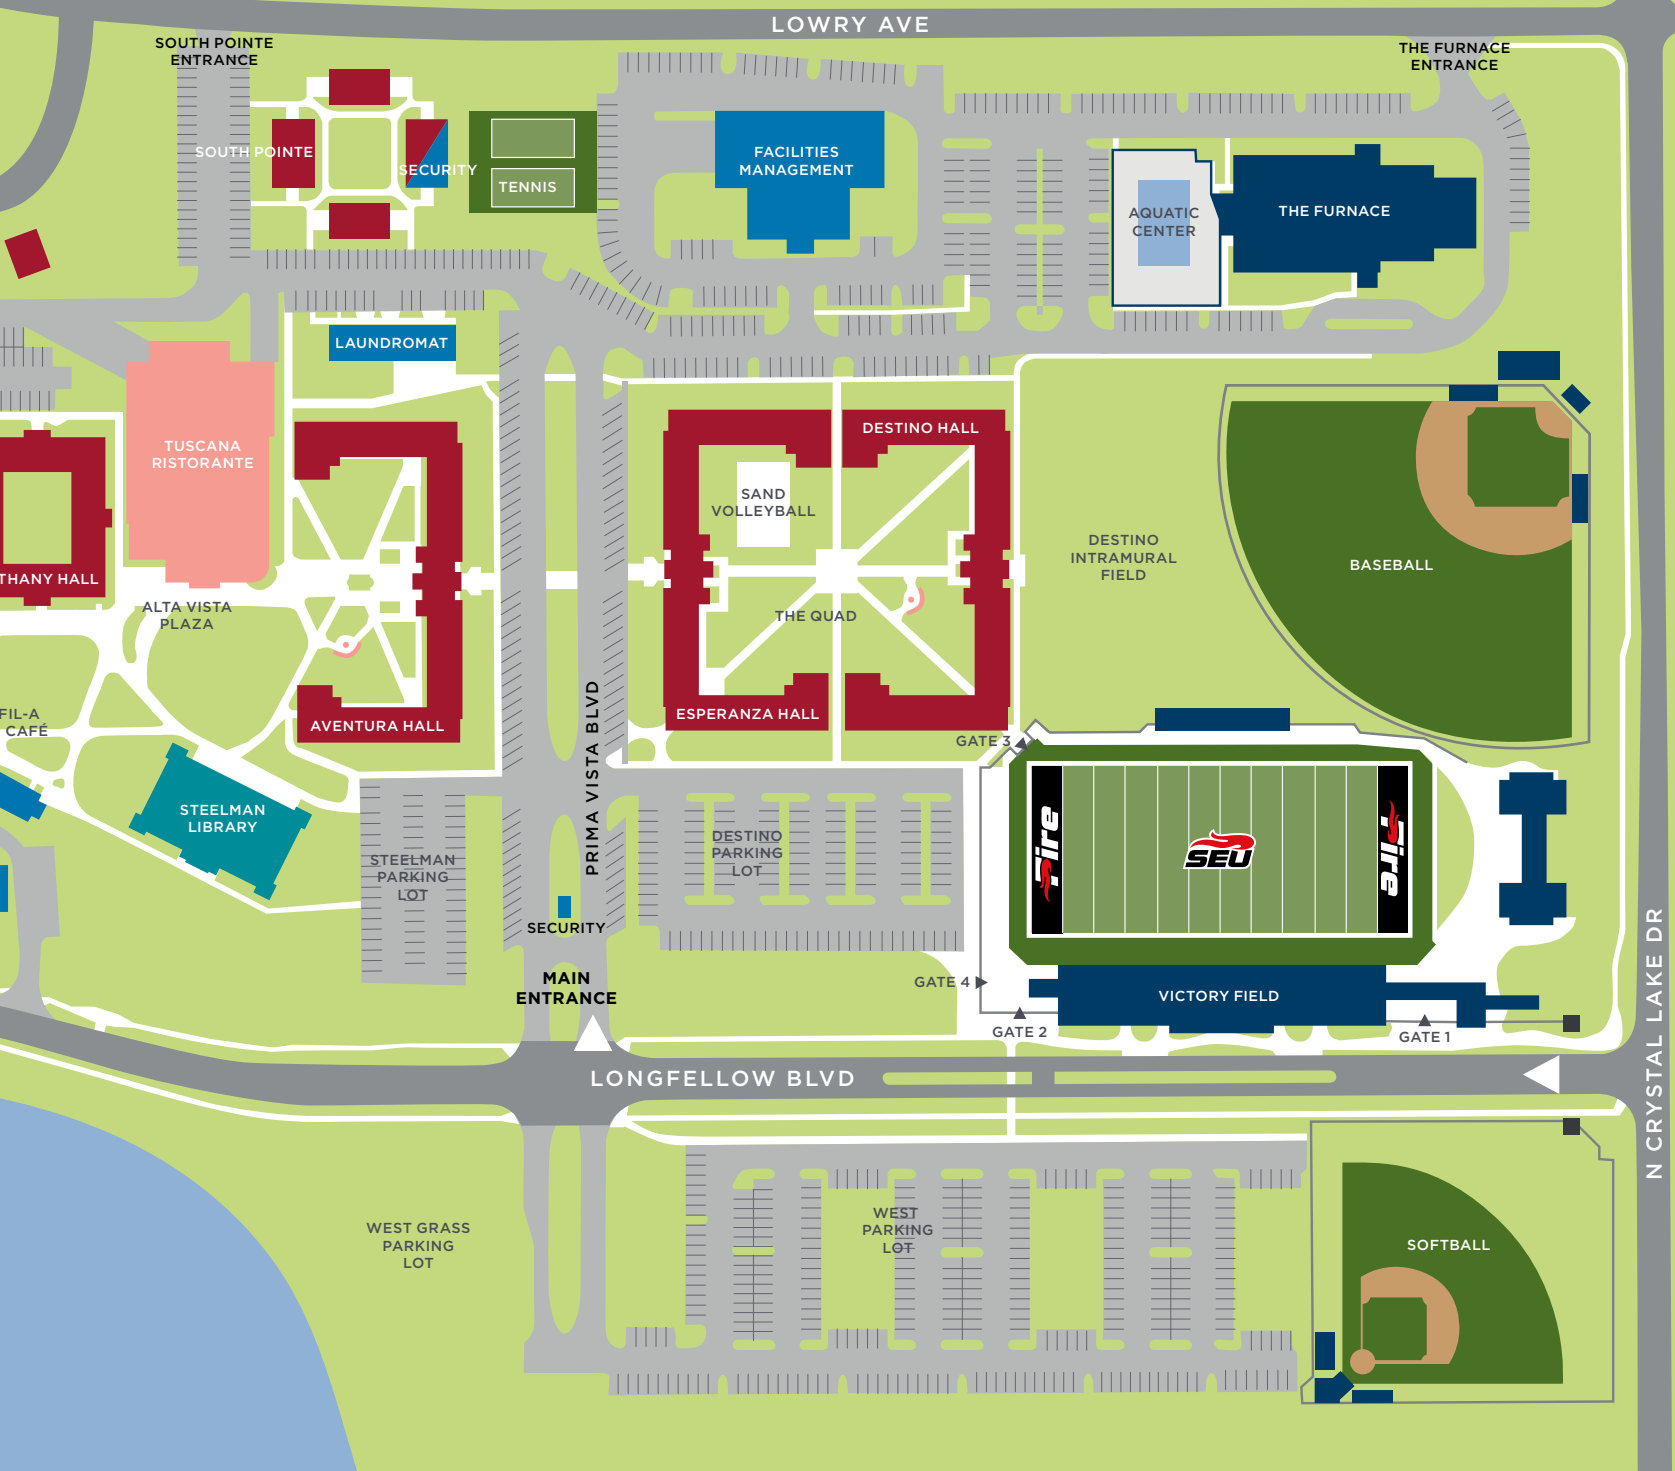 LOWRY AVE
SOUTH POINTE
ENTRANCE
THE FURNACE
ENTRANCE
SOUTH POINTE
SECURITY
TENNIS
FACILITIES
MANAGEMENT
AQUATIC
CENTER
THE FURNACE
LAUNDROMAT
TUSCANA
RISTORANTE
DESTINO HALL
SAND
VOLLEYBALL
DESTINO
INTRAMURAL
FIELD
BASEBALL
THANY HALL
ALTA VISTA
PLAZA
THE QUAD
FIL-A
CAFÉ
AVENTURA HALL
ESPERANZA HALL
PRIMA VISTA BLVD
GATE 3
STEELMAN
LIBRARY
STEELMAN
PARKING
LOT
DESTINO
PARKING
LOT
Fire
SEU
Fire
SECURITY
MAIN
ENTRANCE
GATE 4
VICTORY FIELD
GATE 2
GATE 1
LONGFELLOW BLVD
N CRYSTAL LAKE DR
WEST GRASS
PARKING
LOT
WEST
PARKING
LOT
SOFTBALL